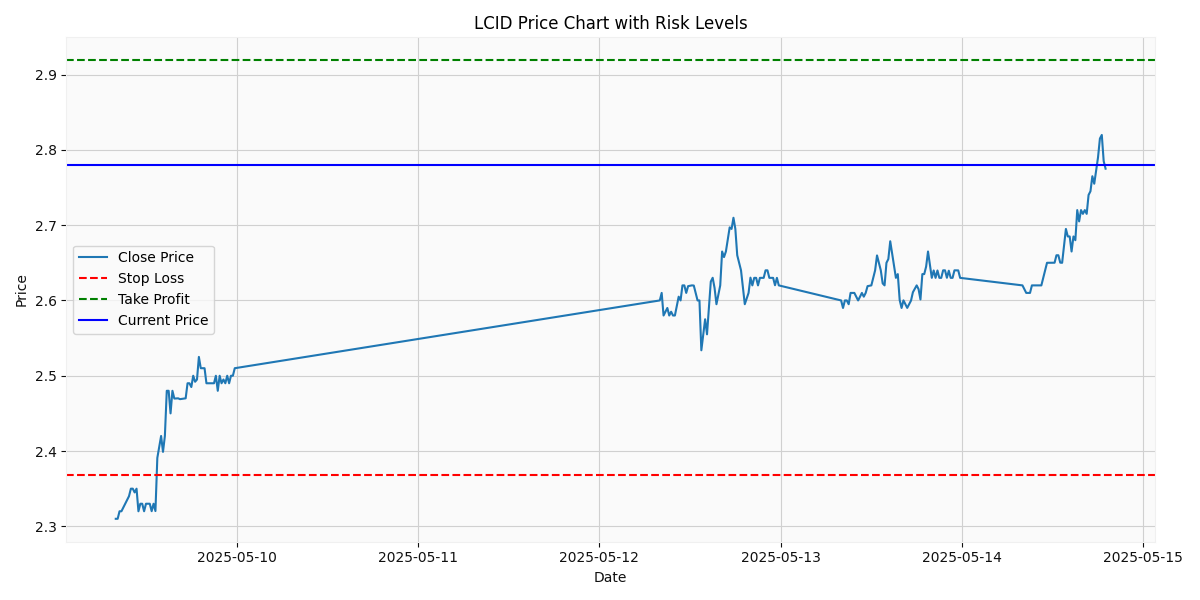 LCID Price Chart with Risk Levels
Price
2.9
2.8
2.7
2.6
2.5
2.4
2.3
Close Price
Stop Loss
Take Profit
Current Price
2025-05-10
2025-05-11
2025-05-12
2025-05-13
2025-05-14
2025-05-15
Date